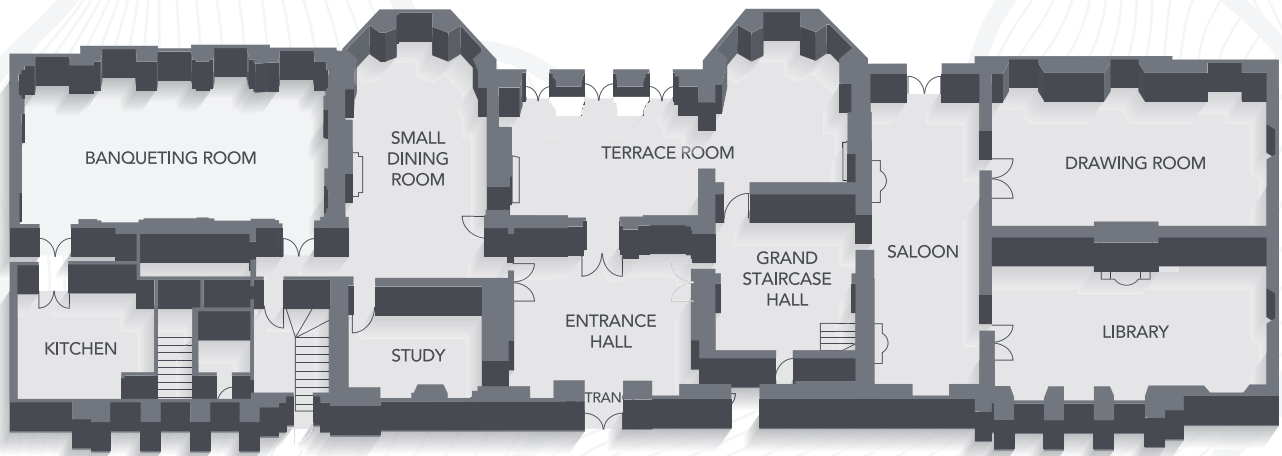 BANQUETING ROOM
SMALL
DINING
ROOM
TERRACE ROOM
DRAWING ROOM
GRAND
STAIRCASE
HALL
SALOON
KITCHEN
STUDY
ENTRANCE
HALL
LIBRARY